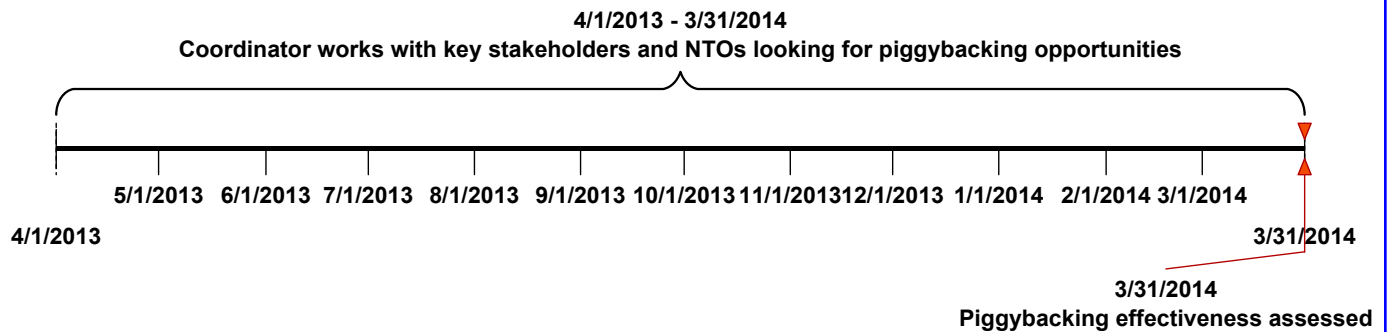 4/1/2013 - 3/31/2014
Coordinator works with key stakeholders and NTOs looking for piggybacking opportunities
5/1/2013 6/1/2013 7/1/2013 8/1/2013 9/1/2013 10/1/2013 11/1/2013 12/1/2013 1/1/2014 2/1/2014 3/1/2014
4/1/2013 3/31/2014
3/31/2014
Piggybacking effectiveness assessed